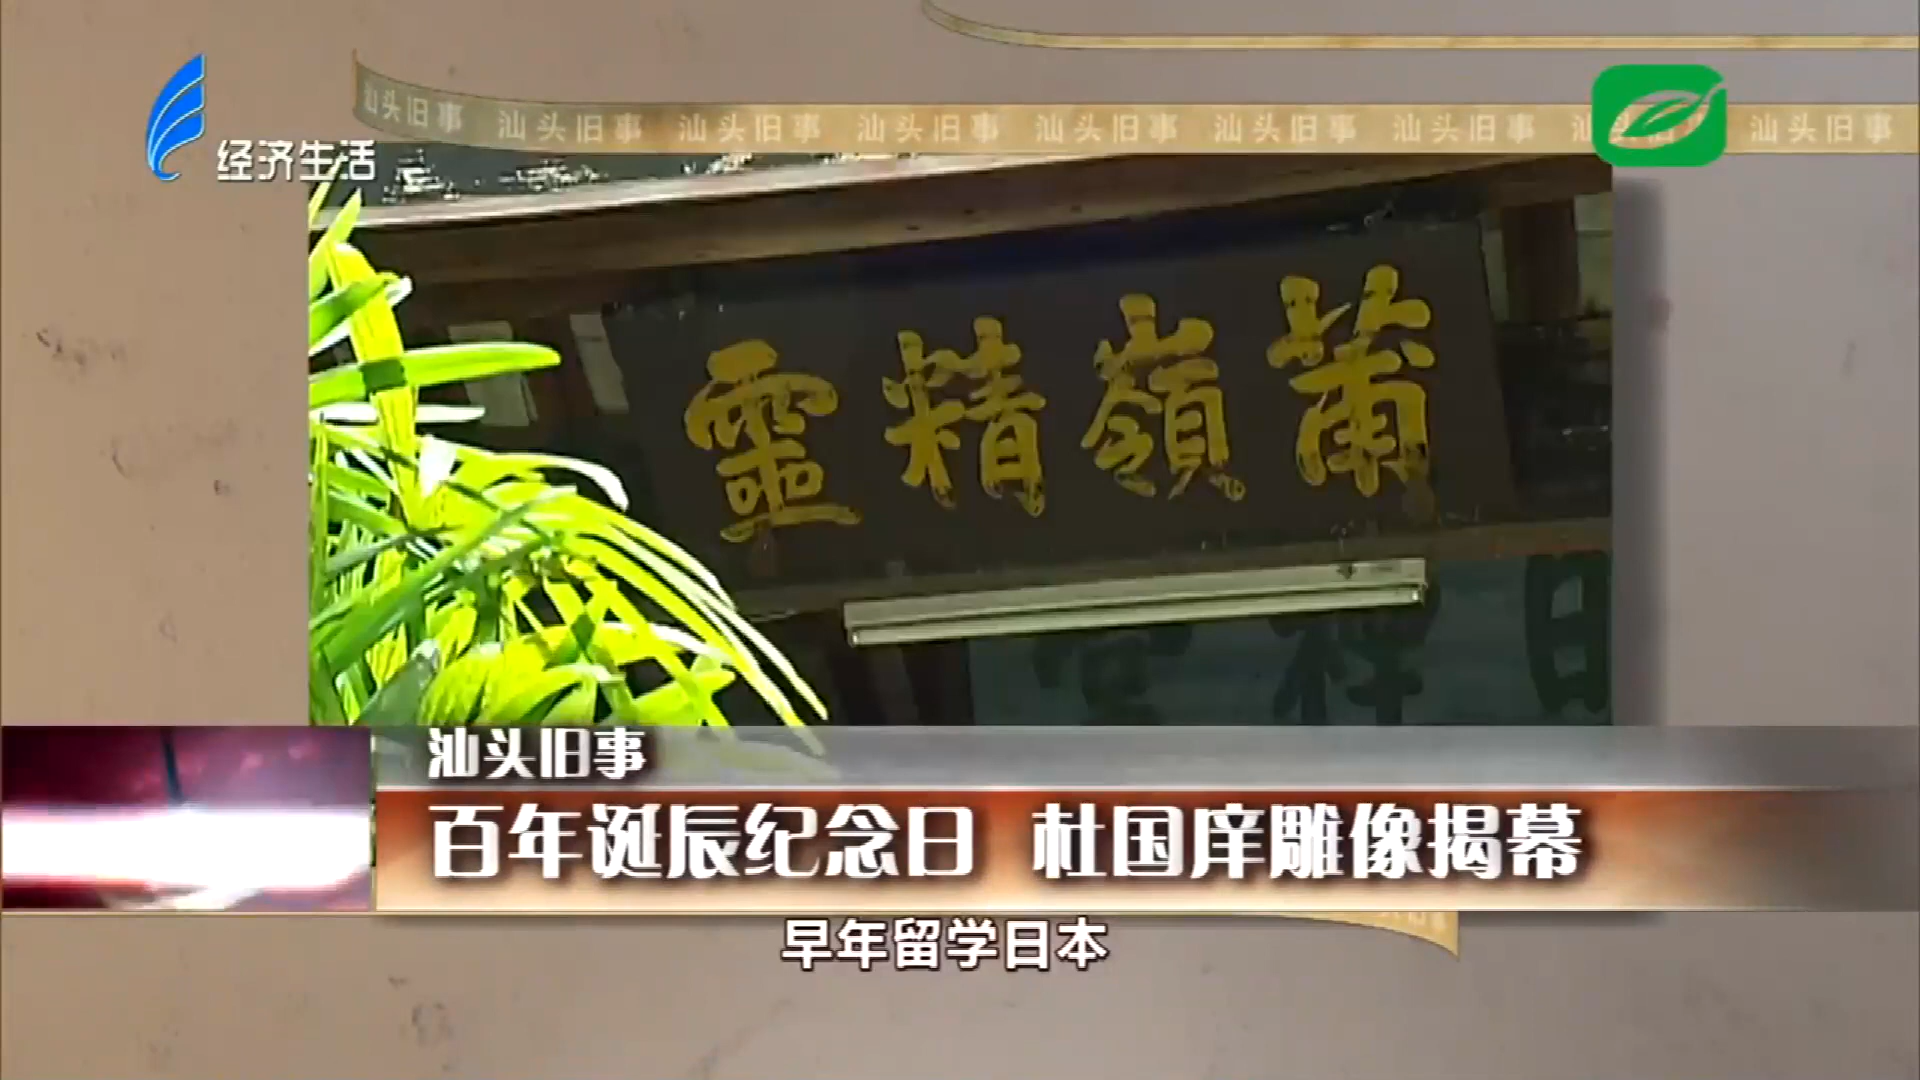 汕头旧事 汕头旧事 汕头旧事 汕头旧事 汕头旧事 汕头旧事 汕头旧事 汕头旧事
经济生活
靈精嶺莆
汕头旧事
百年诞辰纪念日 杜国庠雕像揭幕
早年留学日本